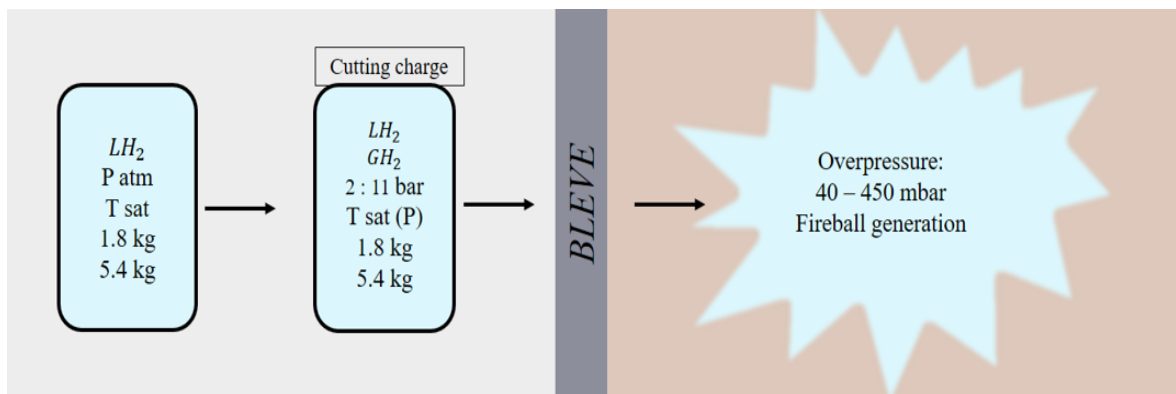 LH₂
P atm
T sat
1.8 kg
5.4 kg
Cutting charge
LH₂
GH₂
2 : 11 bar
T sat (P)
1.8 kg
5.4 kg
BLEVE
Overpressure:
40 – 450 mbar
Fireball generation